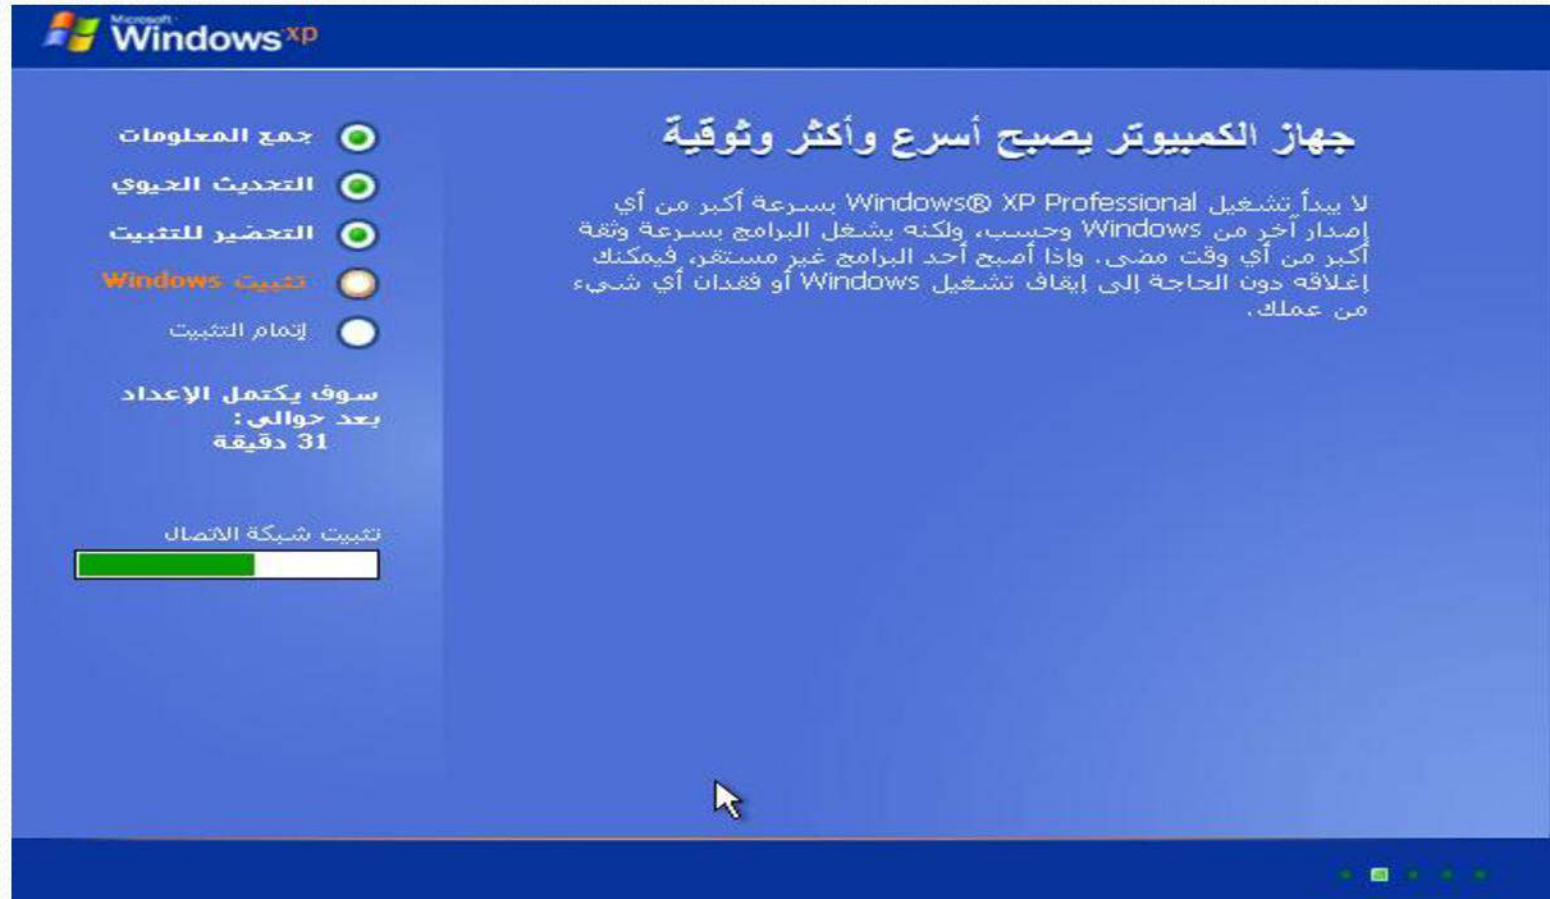 Microsoft
Windows xp
جمع المعلومات
التحديث الحيوي
التحضير للتثبيت
تثبيت Windows
إتمام التثبيت
سوف يكتمل الإعداد
بعد حوالي:
31 دقيقة
تثبيت شبكة الاتصال
جهاز الكمبيوتر يصبح أسرع وأكثر وثوقية
لا يبدأ تشغيل Windows® XP Professional بسرعة أكبر من أي
إصدار آخر من Windows وحسب، ولكنه يشغل البرامج بسرعة وثقة
أكبر من أي وقت مضى. وإذا أصبح أحد البرامج غير مستقر، فيمكنك
إغلاقه دون الحاجة إلى إيقاف تشغيل Windows أو فقدان أي شيء
من عملك.